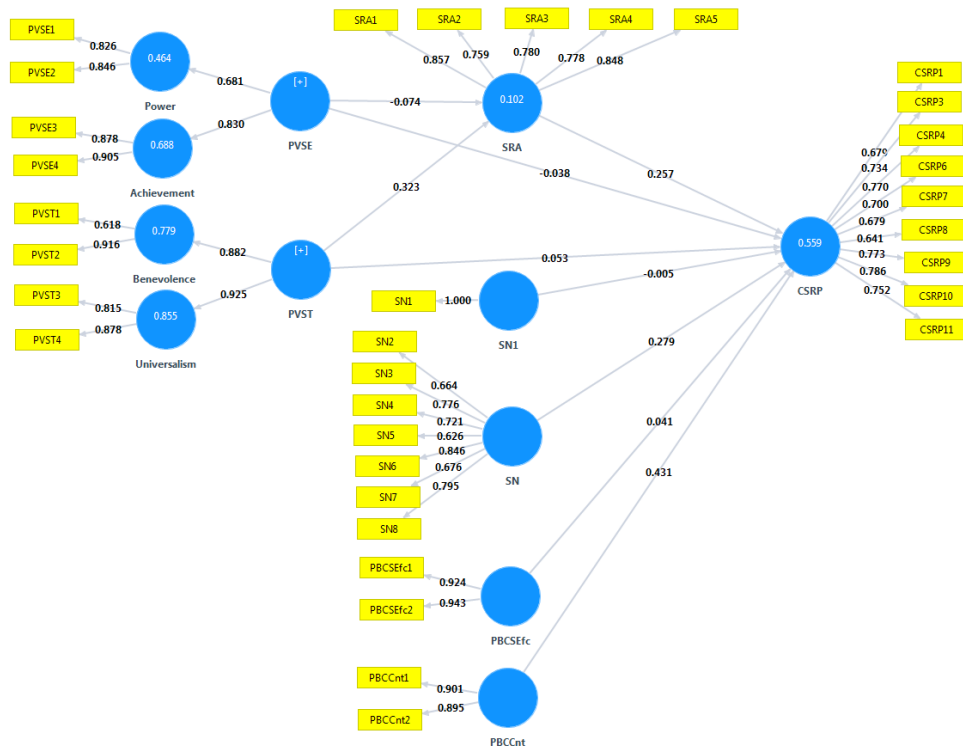 PVSE1
PVSE2
0.826
0.846
0.464
Power
0.681
PVSE3
PVSE4
0.878
0.905
0.688
Achievement
0.830
PVST1
PVST2
0.618
0.916
0.779
Benevolence
0.882
PVST3
PVST4
0.815
0.878
0.855
Universalism
0.925
[+]
PVSE
[+]
PVST
SRA1
SRA2
SRA3
SRA4
SRA5
0.857
0.759
0.780
0.778
0.848
0.102
SRA
-0.074
0.323
-0.038
0.257
0.053
SN1
1.000
SN1
-0.005
SN2
SN3
SN4
SN5
SN6
SN7
SN8
0.664
0.776
0.721
0.626
0.846
0.676
0.795
SN
0.279
PBCSEfc1
PBCSEfc2
0.924
0.943
PBCSEfc
0.041
PBCCnt1
PBCCnt2
0.901
0.895
PBCCnt
0.431
0.559
CSRP
0.679
0.734
0.770
0.700
0.679
0.641
0.773
0.786
0.752
CSRP1
CSRP3
CSRP4
CSRP6
CSRP7
CSRP8
CSRP9
CSRP10
CSRP11